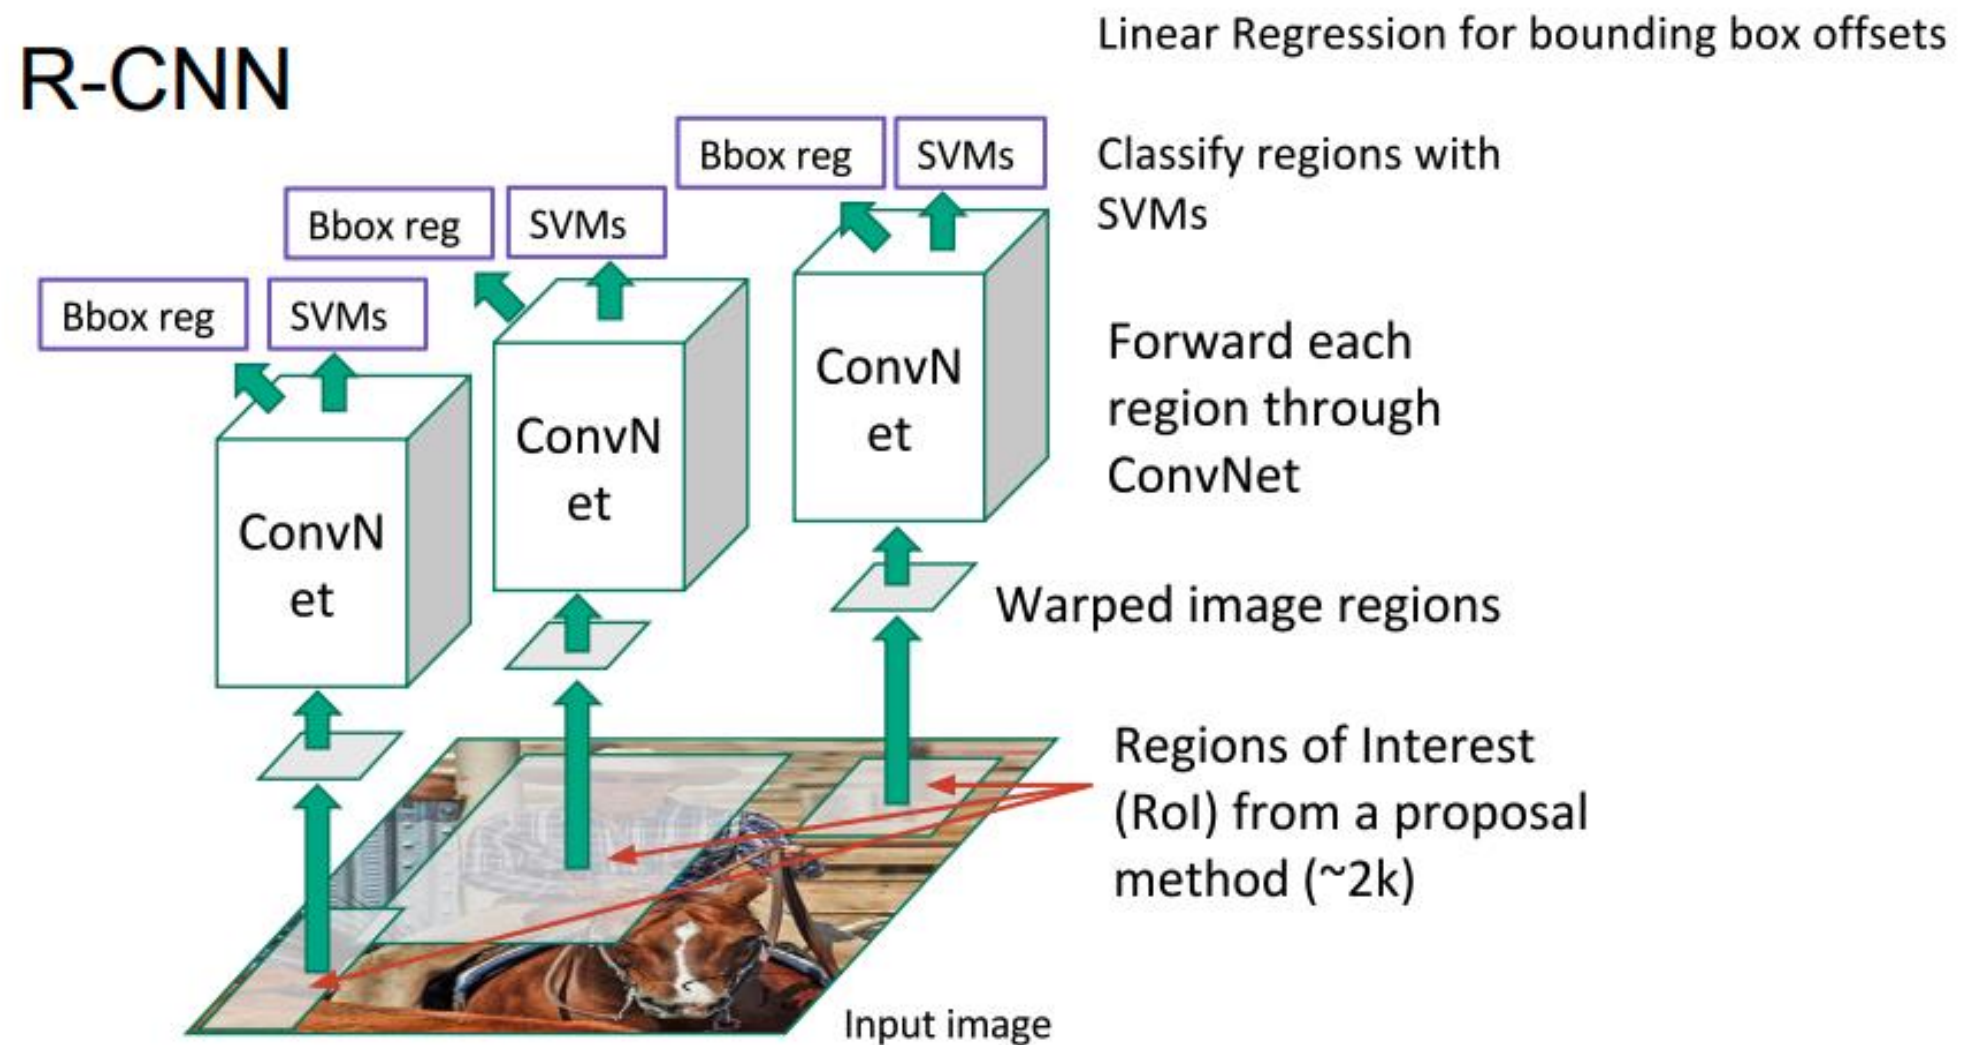 R-CNN
Linear Regression for bounding box offsets
Bbox reg
SVMs
Classify regions with
SVMs
Bbox reg
SVMs
Bbox reg
SVMs
ConvN
et
Forward each
region through
ConvNet
ConvN
et
ConvN
et
Warped image regions
Regions of Interest
(RoI) from a proposal
method (~2k)
Input image